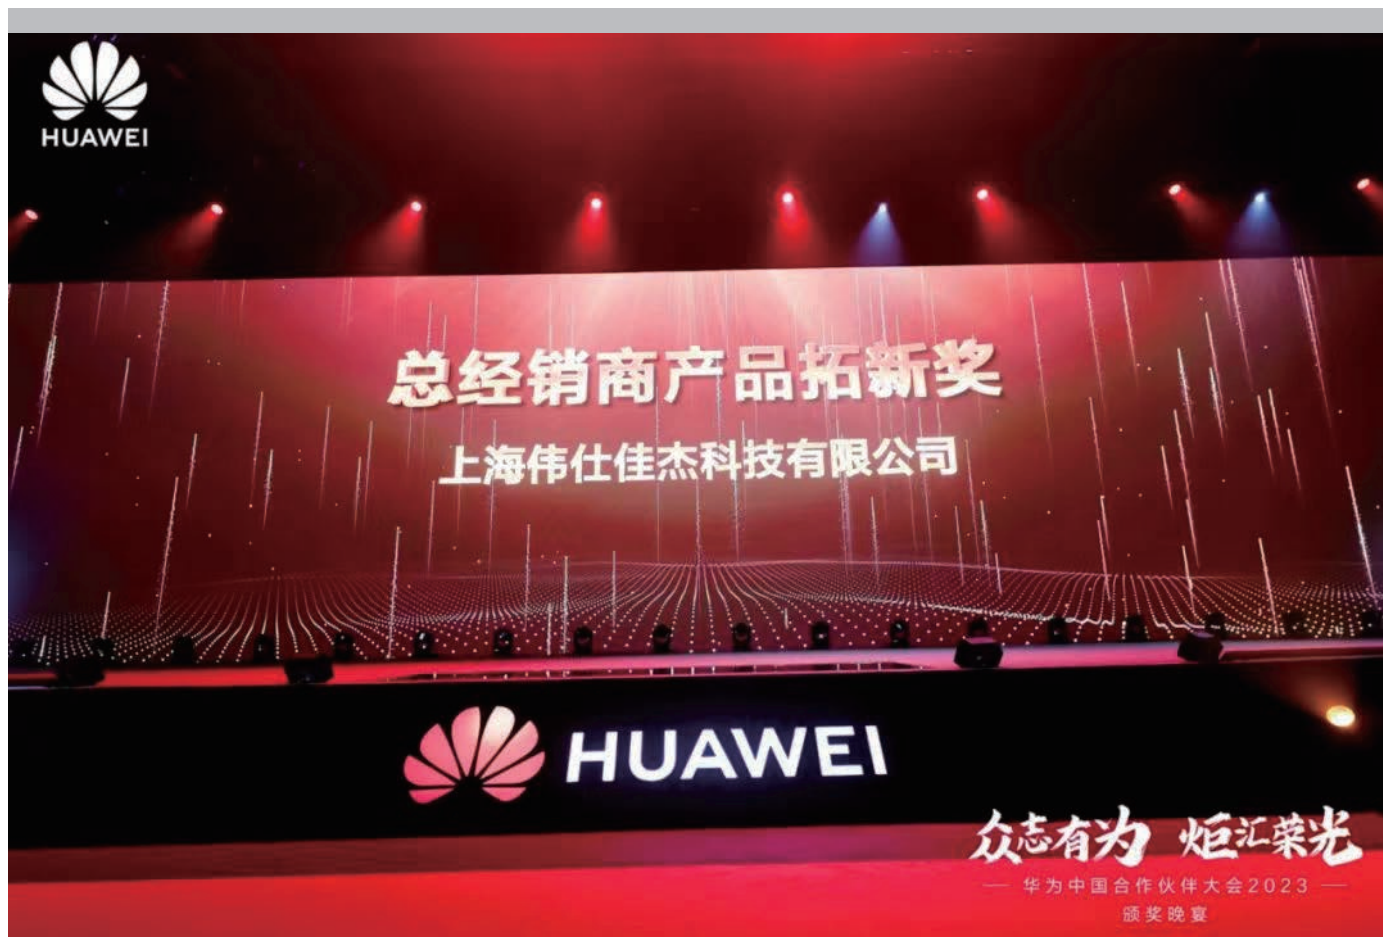 HUAWEI
总经销商产品拓新奖
上海伟仕佳杰科技有限公司
HUAWEI
众志有为 炬汇荣光
华为中国合作伙伴大会2023
颁奖晚宴